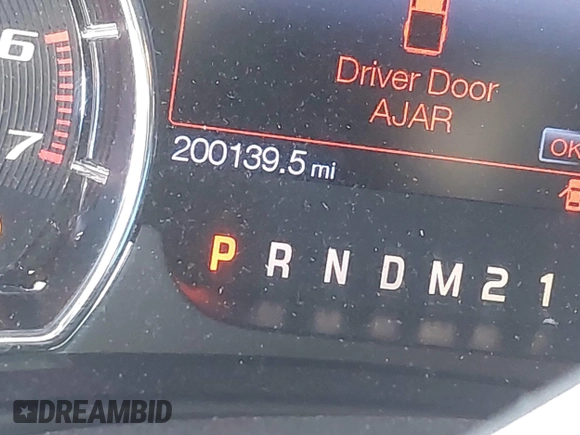 6
7
Driver Door
AJAR
OK
200139.5 mi
P R N D M 2 1
DREAMBID